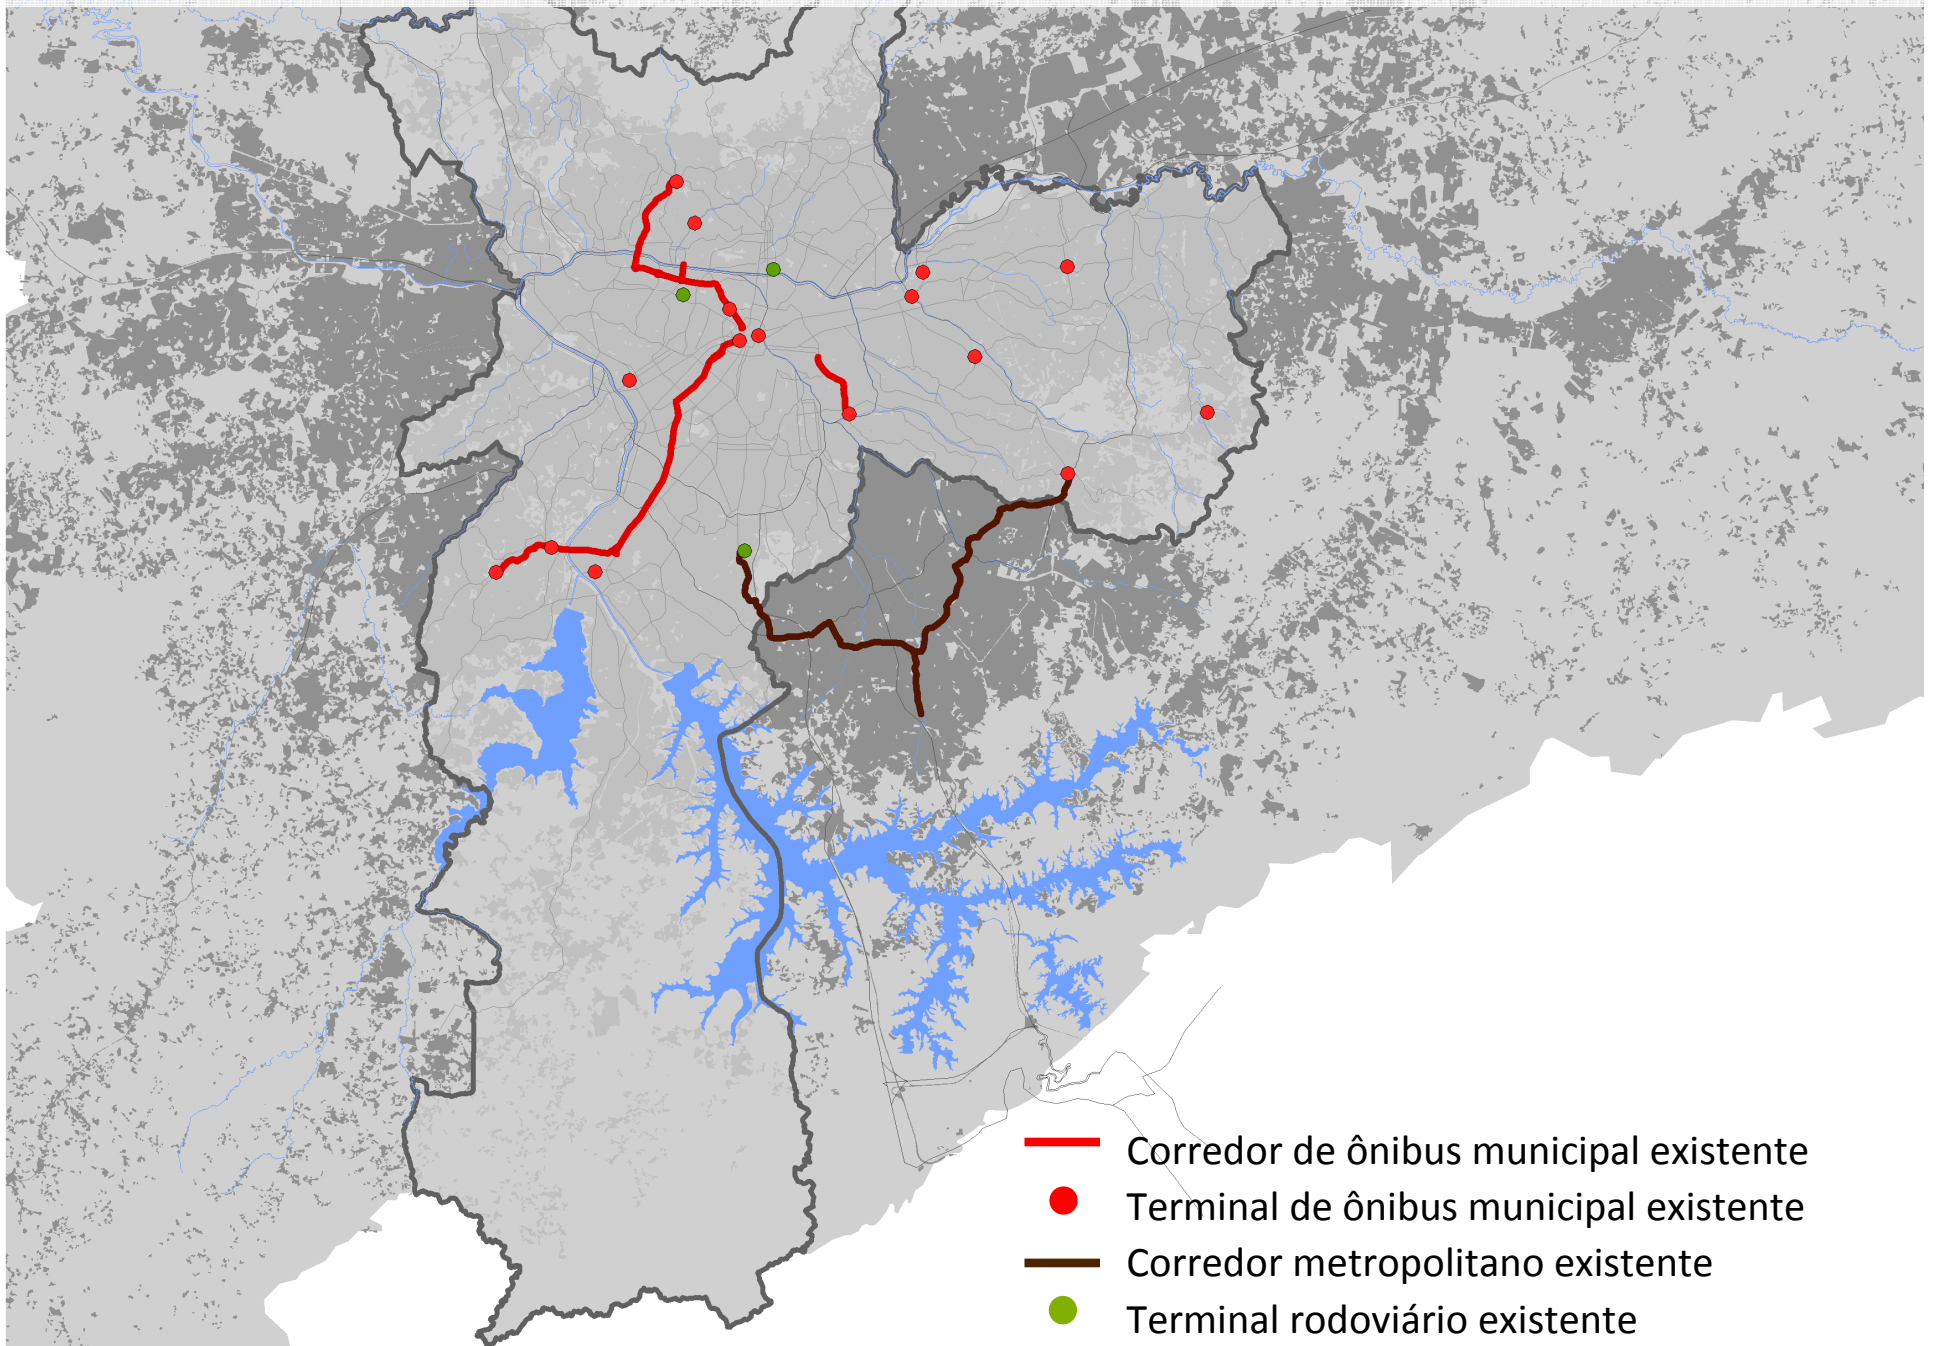 Corredor de ônibus municipal existente
Terminal de ônibus municipal existente
Corredor metropolitano existente
Terminal rodoviário existente